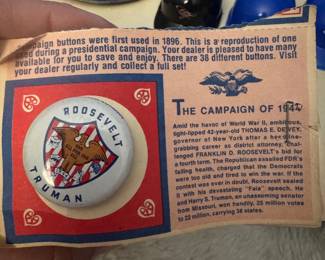 paign buttons were first used in 1896. This is a reproduction of one
used during a presidential campaign. Your dealer is pleased to have many
available for you to save and enjoy. There are 38 different buttons. Visit
your dealer regularly and collect a full set!
ROOSEVELT
TRUMAN
THE CAMPAIGN OF 1944
Amid the havoc of World War II, ambitious,
tight-lipped 42-year-old THOMAS E. DEWEY,
governor of New York after a headline-
grabbing career as district attorney, chal-
lenged FRANKLIN D. ROOSEVELT'S bid for
a fourth term. The Republican assailed FDR's
failing health, charged that the Democrats
were too old and tired to win the war. If the
contest was ever in doubt, Roosevelt sealed
it with his devastating "Fala" speech. He
and Harry S. Truman, an unassuming senator
from Missouri, won handily, 25 million votes
to 22 million, carrying 36 states.